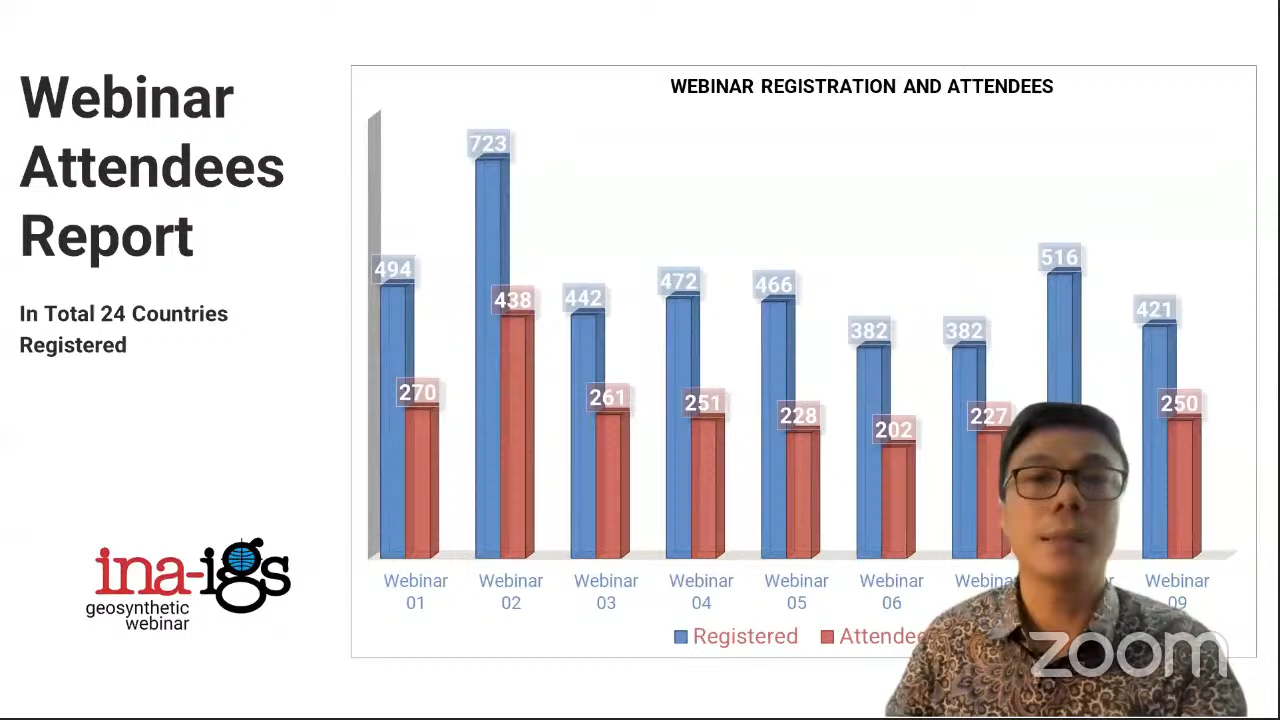 Webinar
Attendees
Report
In Total 24 Countries
Registered
ina-igs
geosynthetic
webinar
WEBINAR REGISTRATION AND ATTENDEES
494
270
723
438
442
261
472
251
466
228
382
202
382
227
516
421
250
Webinar 01
Webinar 02
Webinar 03
Webinar 04
Webinar 05
Webinar 06
Webinar 09
Registered
zoom